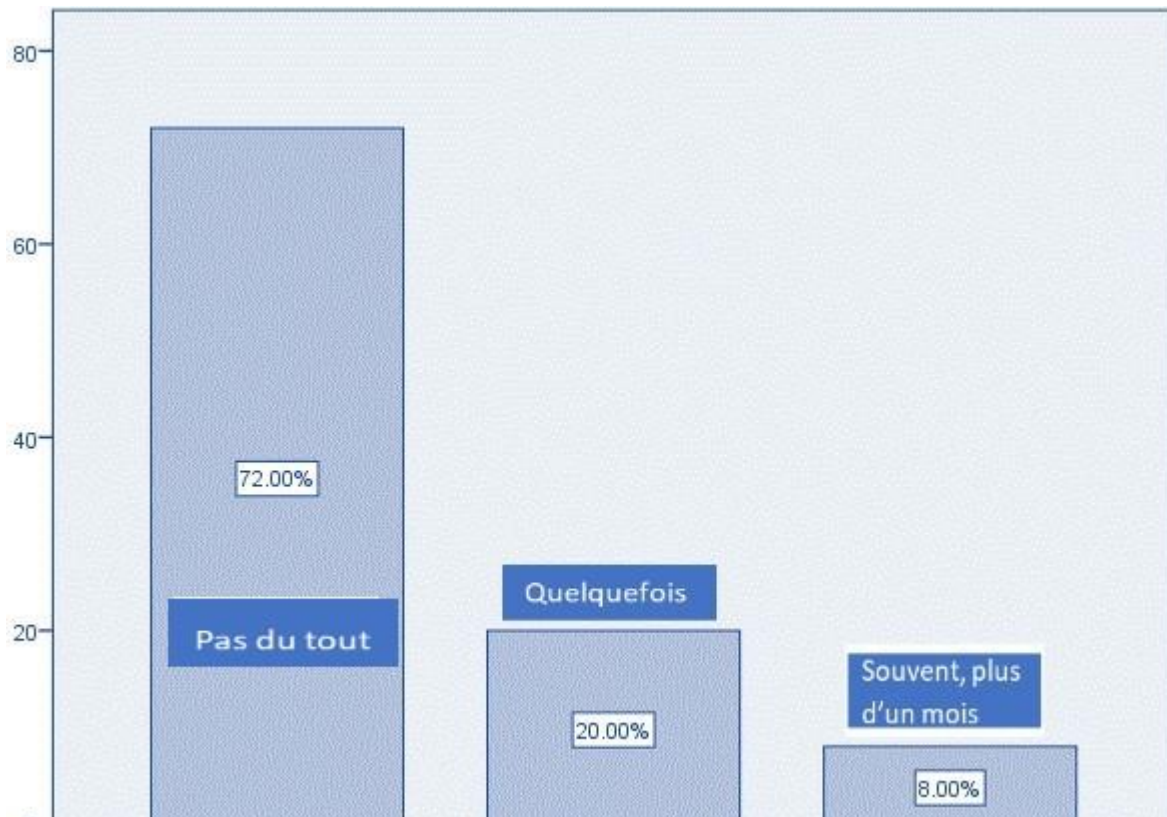 80
60
40
20
72.00%
Pas du tout
Quelquefois
20.00%
Souvent, plus
d'un mois
8.00%